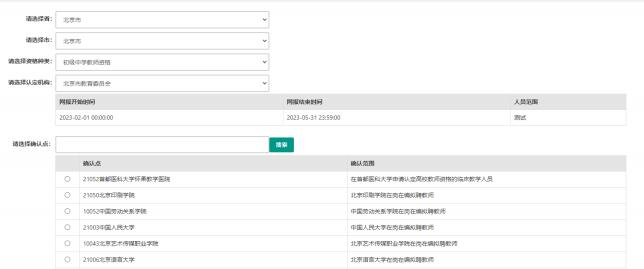 请选择省： 北京市
请选择市： 北京市
请选择资格种类： 初级中学教师资格
请选择认定机构： 北京市教育委员会
网报开始时间 网报结束时间 人员范围
2023-02-01 00:00:00 2023-05-31 23:59:00 测试
请选择确认点： 搜索
确认点 确认范围
21052首都医科大学怀柔教学医院 在首都医科大学申请认定高校教师资格的临床教学人员
21050北京印刷学院 北京印刷学院在岗在编拟聘教师
10052中国劳动关系学院 中国劳动关系学院在岗在编拟聘教师
21003中国人民大学 中国人民大学在岗在编拟聘教师
10043北京艺术传媒职业学院 北京艺术传媒职业学院在岗在编拟聘教师
21006北京语言大学 北京语言大学在岗在编拟聘教师